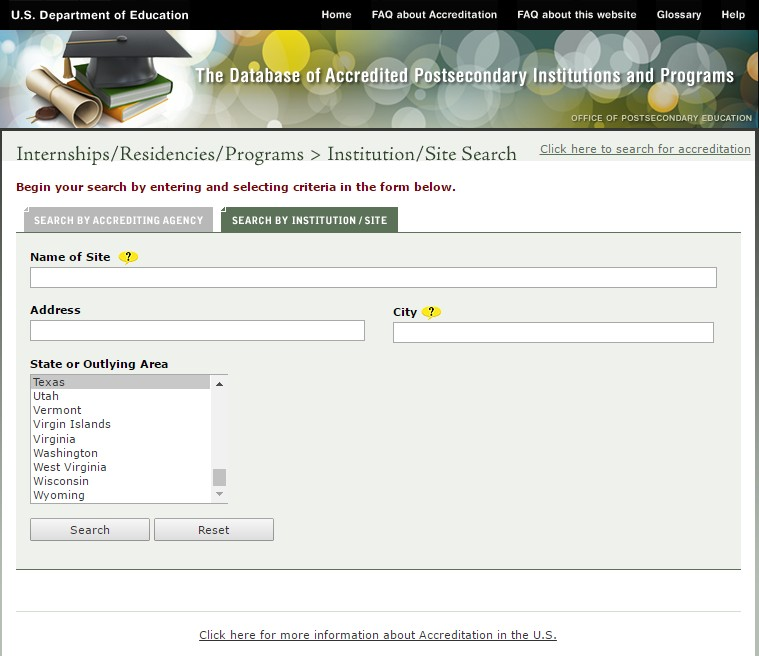 U.S. Department of Education
Home FAQ about Accreditation FAQ about this website Glossary Help
The Database of Accredited Postsecondary Institutions and Programs
OFFICE OF POSTSECONDARY EDUCATION
Internships/Residencies/Programs > Institution/Site Search
Click here to search for accreditation
Begin your search by entering and selecting criteria in the form below.
SEARCH BY ACCREDITING AGENCY SEARCH BY INSTITUTION / SITE
Name of Site ?
Address
City ?
State or Outlying Area
Texas
Utah
Vermont
Virgin Islands
Virginia
Washington
West Virginia
Wisconsin
Wyoming
Search Reset
Click here for more information about Accreditation in the U.S.